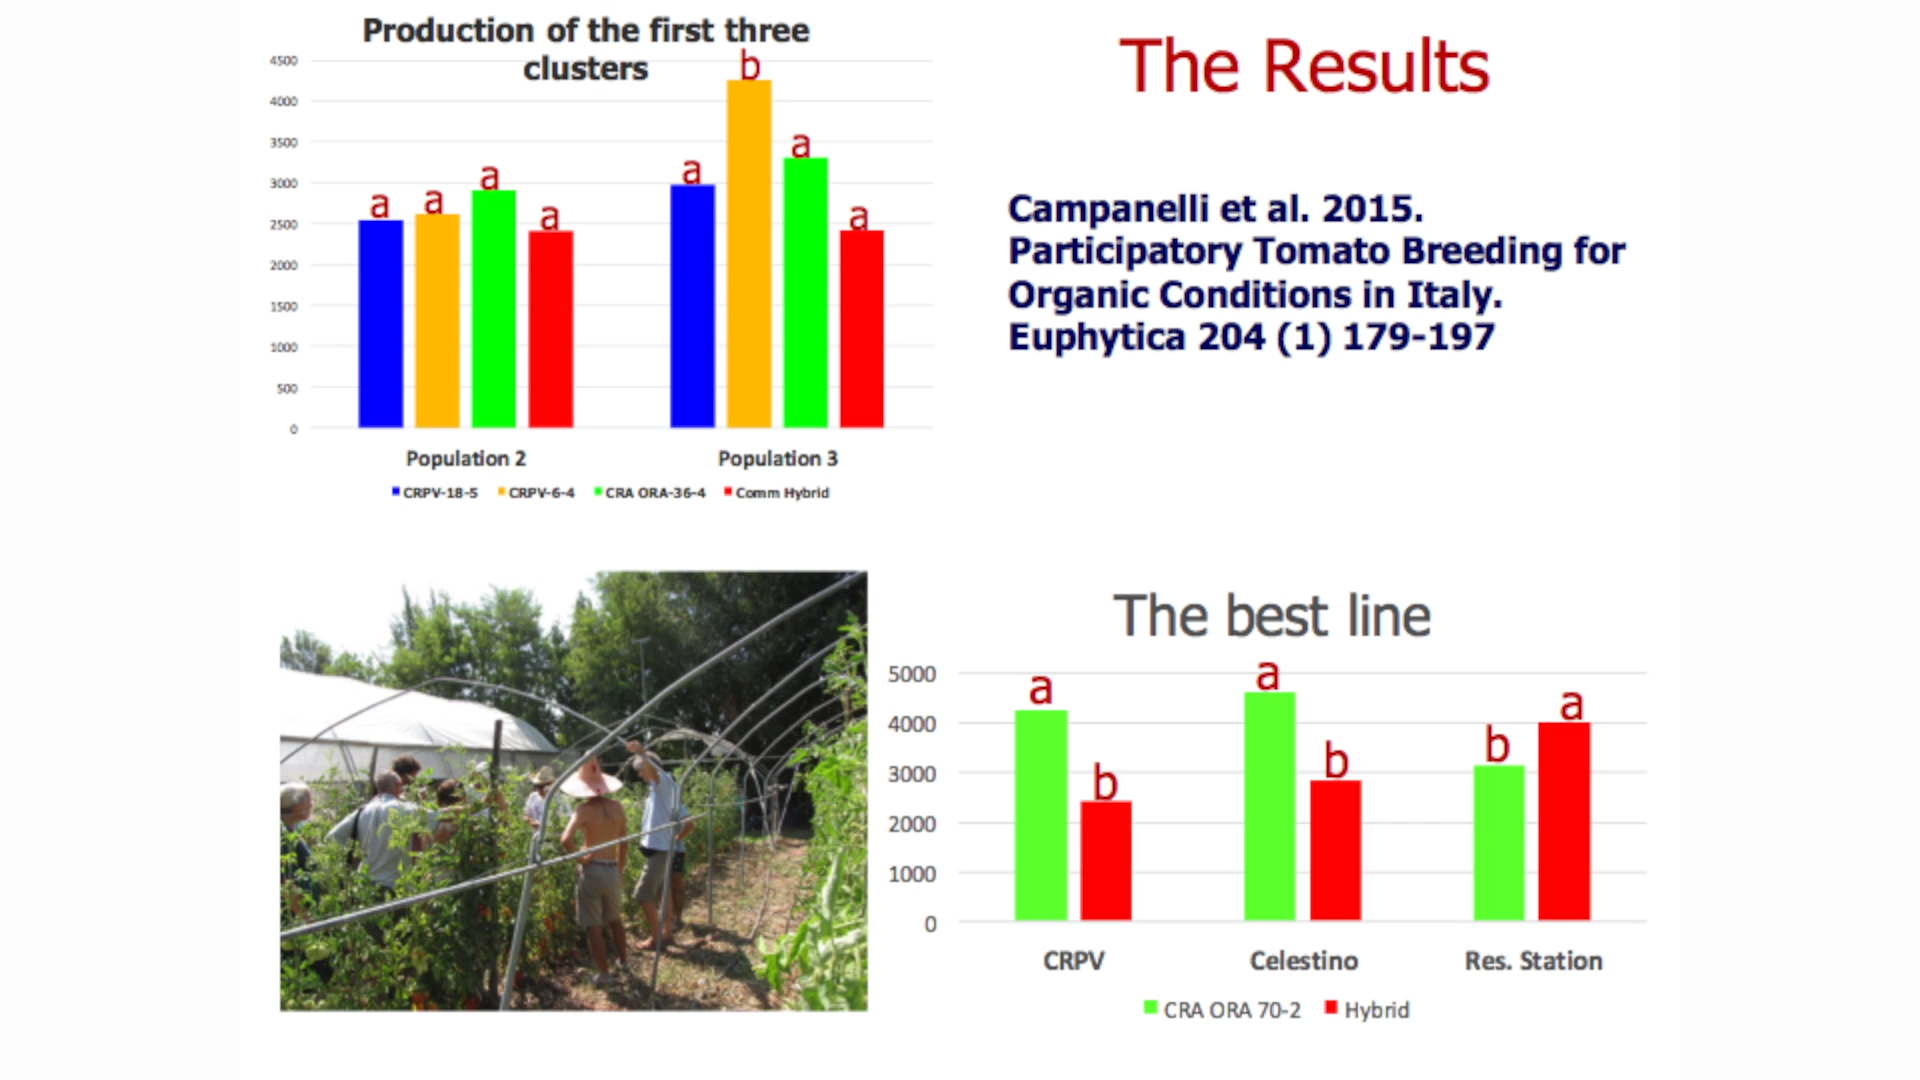 Production of the first three
clusters
4500
4000
3500
3000
2500
2000
1500
1000
500
0
a
a
a
a
a
b
a
a
Population 2
Population 3
CRPV-18-5
CRPV-6-4
CRA ORA-36-4
Comm Hybrid
The Results
Campanelli et al. 2015.
Participatory Tomato Breeding for
Organic Conditions in Italy.
Euphytica 204 (1) 179-197
The best line
5000
4000
3000
2000
1000
0
a
b
a
b
b
a
CRPV
Celestino
Res. Station
CRA ORA 70-2
Hybrid